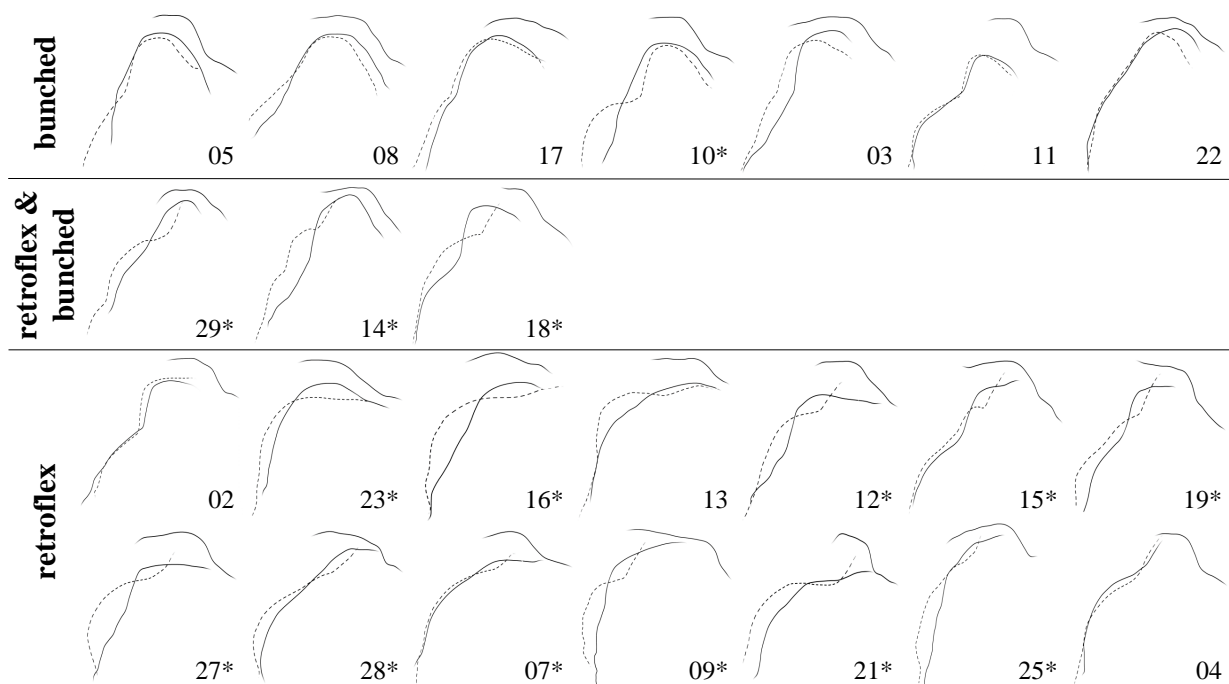 bunched
05 08 17 10* 03 11 22
retroflex &
bunched
29* 14* 18*
retroflex
02 23* 16* 13 12* 15* 19*
27* 28* 07* 09* 21* 25* 04